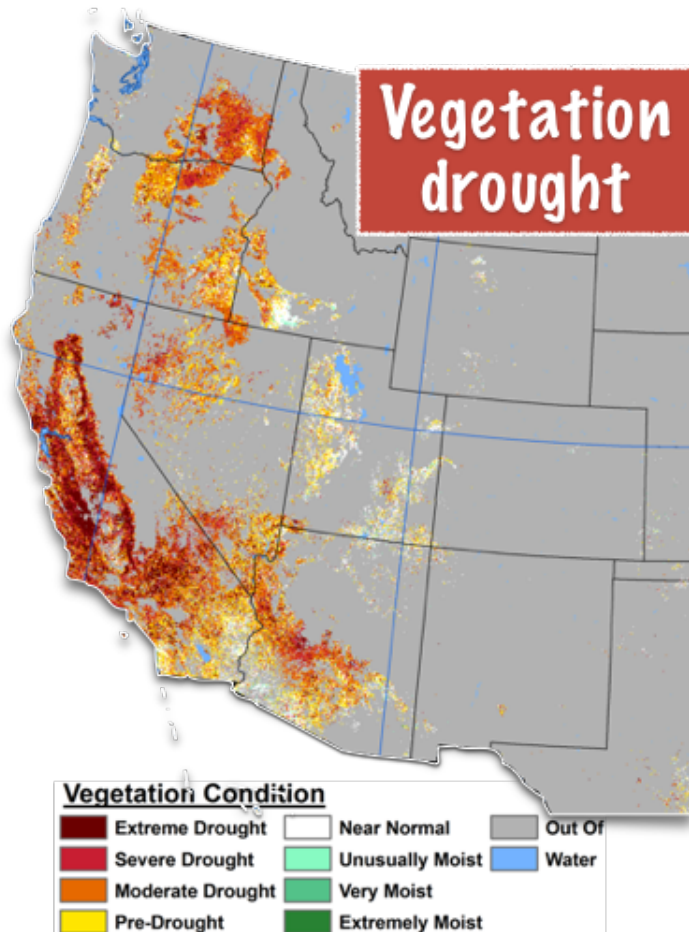 Vegetation
drought
Vegetation Condition
Extreme Drought
Near Normal
Out Of
Severe Drought
Unusually Moist
Water
Moderate Drought
Very Moist
Pre-Drought
Extremely Moist